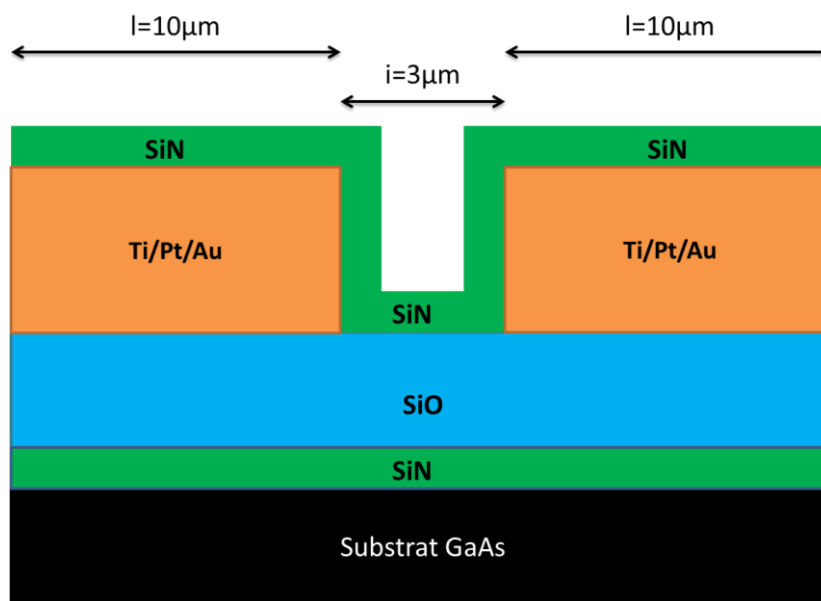 l=10µm
l=10µm
i=3µm
SiN
SiN
Ti/Pt/Au
Ti/Pt/Au
SiN
SiO
SiN
Substrat GaAs